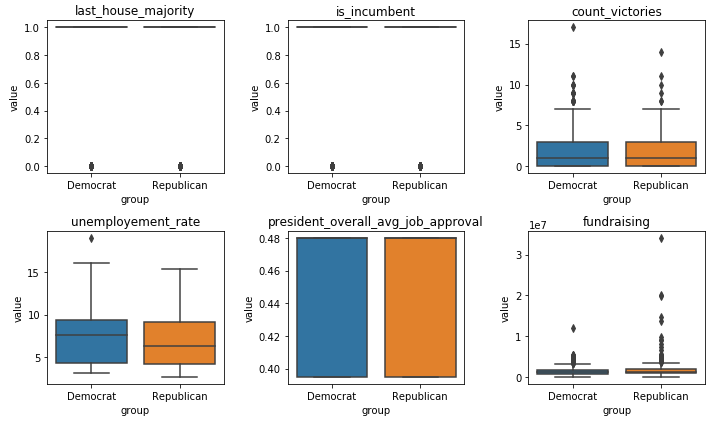 last_house_majority
value
1.0
0.8
0.6
0.4
0.2
0.0
Democrat Republican
group
is_incumbent
value
1.0
0.8
0.6
0.4
0.2
0.0
Democrat Republican
group
count_victories
value
15
10
5
0
Democrat Republican
group
unemployement_rate
value
15
10
5
Democrat Republican
group
president_overall_avg_job_approval
value
0.48
0.46
0.44
0.42
0.40
Democrat Republican
group
fundraising
1e7
value
3
2
1
0
Democrat Republican
group